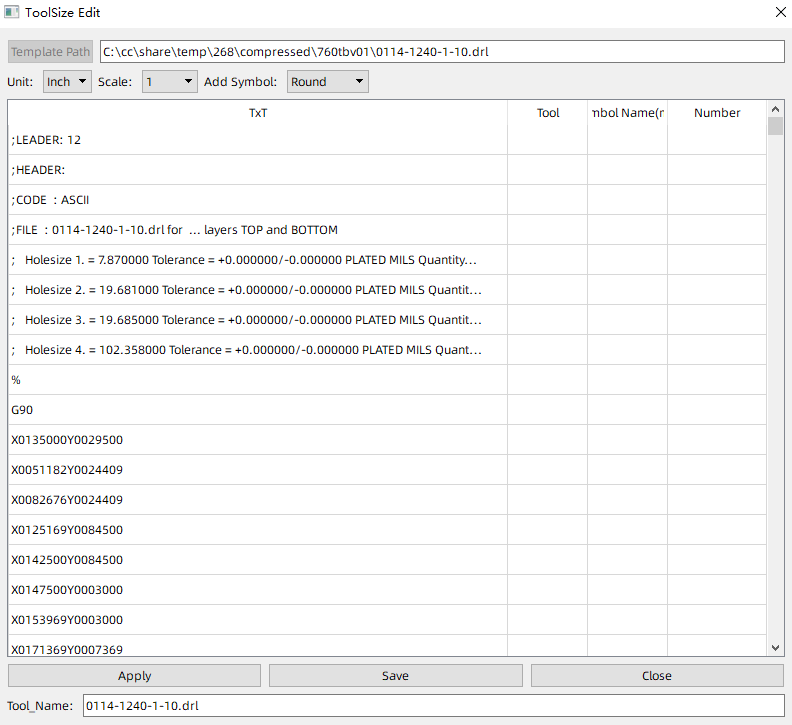 ToolSize Edit
Template Path C:\cc\share\temp\268\compressed\760tbv01\0114-1240-1-10.drl
Unit: Inch Scale: 1 Add Symbol: Round
TxT Tool mbol Name(n Number
;LEADER: 12
;HEADER:
;CODE : ASCII
;FILE : 0114-1240-1-10.drl for ... layers TOP and BOTTOM
; Holesize 1. = 7.870000 Tolerance = +0.000000/-0.000000 PLATED MILS Quantity...
; Holesize 2. = 19.681000 Tolerance = +0.000000/-0.000000 PLATED MILS Quantit...
; Holesize 3. = 19.685000 Tolerance = +0.000000/-0.000000 PLATED MILS Quantit...
; Holesize 4. = 102.358000 Tolerance = +0.000000/-0.000000 PLATED MILS Quant...
%
G90
X0135000Y0029500
X0051182Y0024409
X0082676Y0024409
X0125169Y0084500
X0142500Y0084500
X0147500Y0003000
X0153969Y0003000
X0171369Y0007369
Apply Save Close
Tool_Name: 0114-1240-1-10.drl